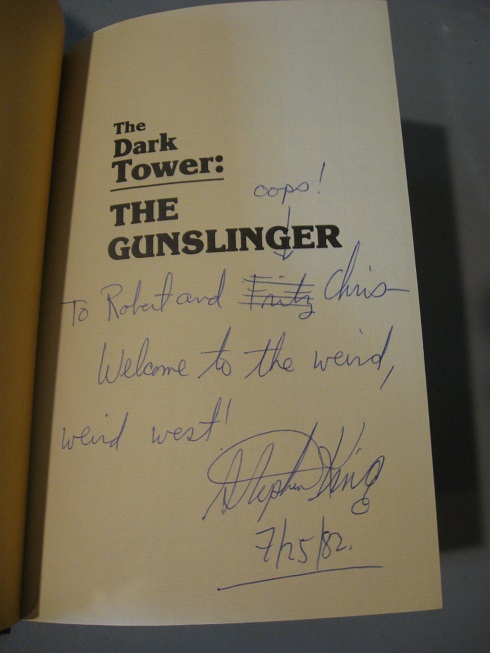 The
Dark
Tower:
THE
GUNSLINGER
oops!
To Robert and Fritz Chris—
Welcome to the weird,
weird west!
Stephen King
7/25/82.